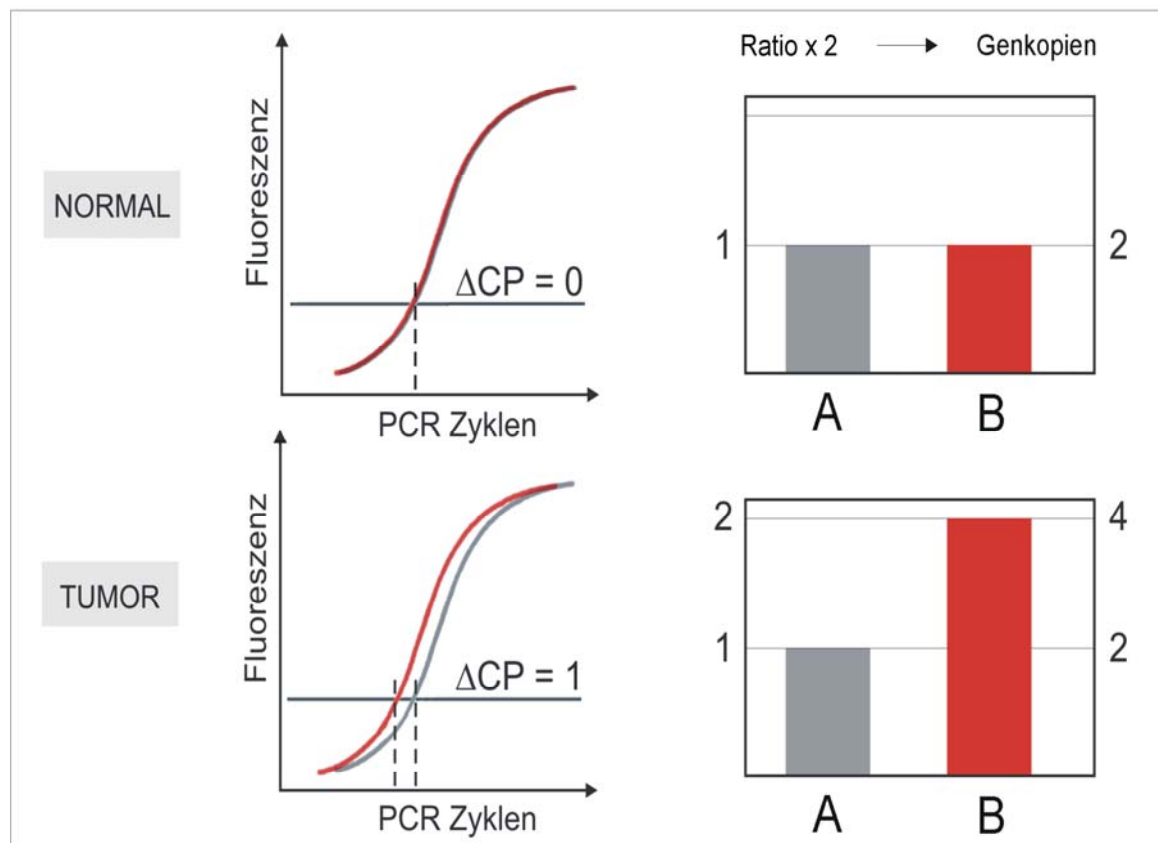 Ratio x 2 → Genkopien
NORMAL
Fluoreszenz
ΔCP = 0
PCR Zyklen
1
2
A
B
TUMOR
Fluoreszenz
ΔCP = 1
PCR Zyklen
2
4
1
2
A
B